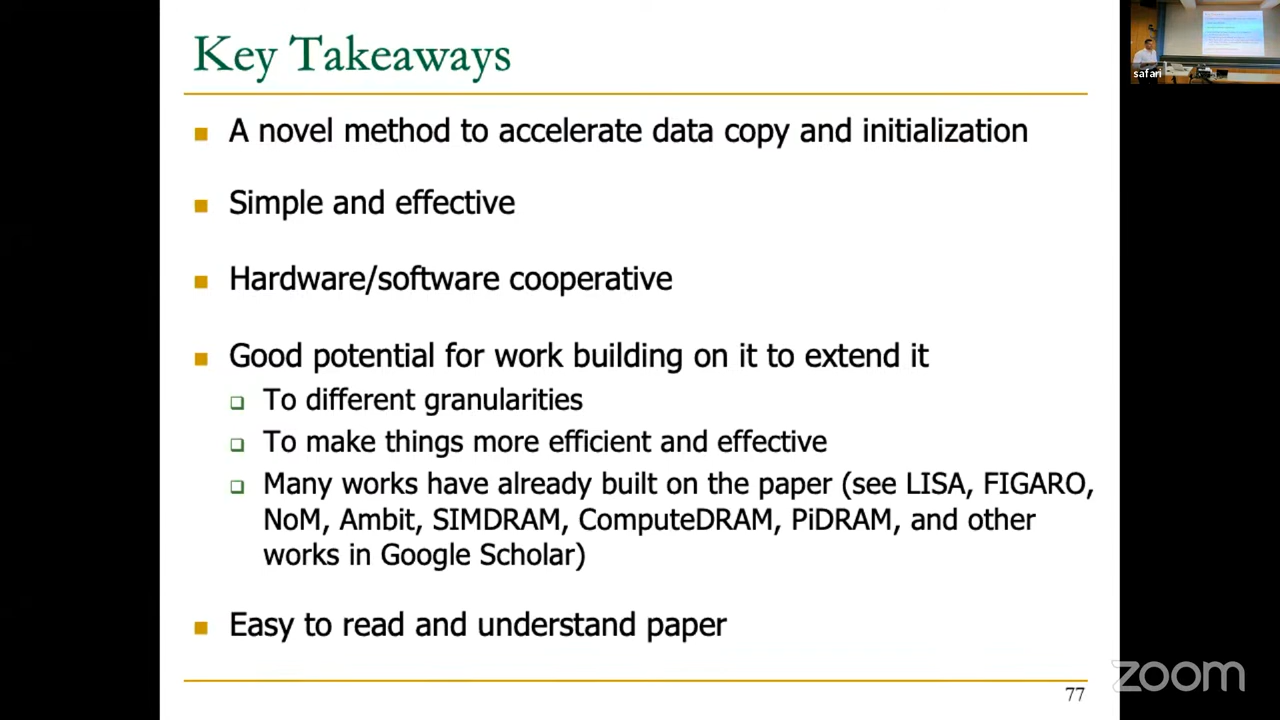 Key Takeaways
A novel method to accelerate data copy and initialization
Simple and effective
Hardware/software cooperative
Good potential for work building on it to extend it
To different granularities
To make things more efficient and effective
Many works have already built on the paper (see LISA, FIGARO,
NoM, Ambit, SIMDRAM, ComputeDRAM, PiDRAM, and other
works in Google Scholar)
Easy to read and understand paper
77
safari
zoom